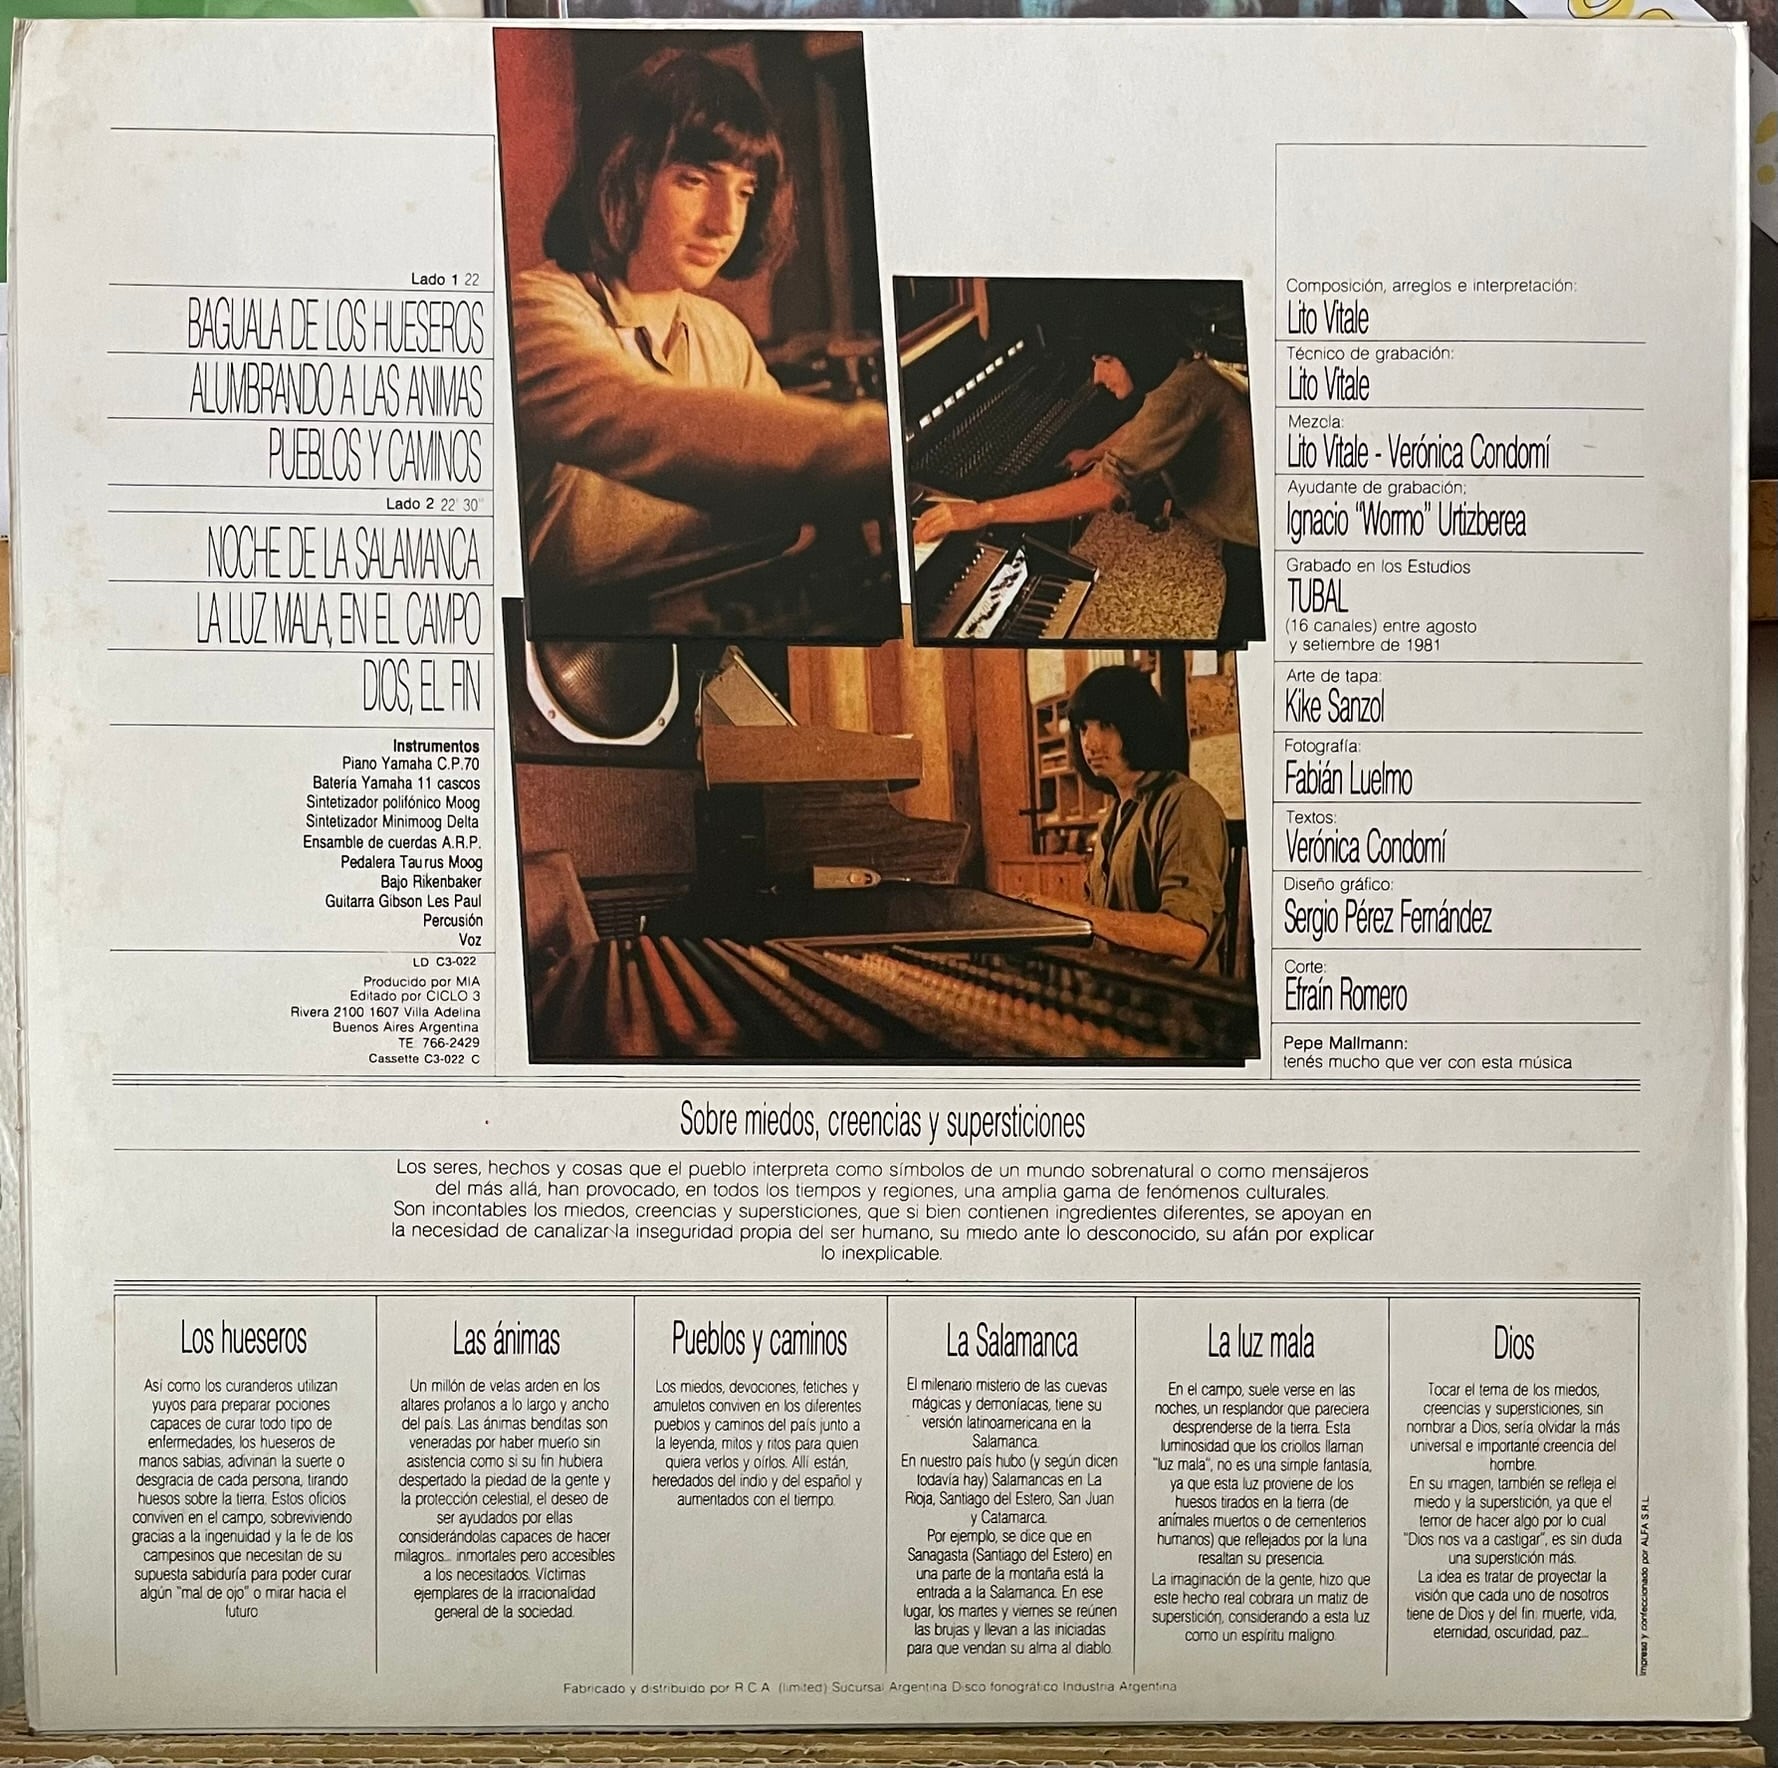 Lado 1 22
BAGUALA DE LOS HUESEROS
ALUMBRANDO A LAS ANIMAS
PUEBLOS Y CAMINOS
Lado 2 22' 30"
NOCHE DE LA SALAMANCA
LA LUZ MALA, EN EL CAMPO
DIOS, EL FIN
Instrumentos
Piano Yamaha C.P.70
Batería Yamaha 11 cascos
Sintetizador polifónico Moog
Sintetizador Minimoog Delta
Ensamble de cuerdas A.R.P.
Pedalera Taurus Moog
Bajo Rikenbaker
Guitarra Gibson Les Paul
Percusión
Voz
LD C3-022
Producido por MIA
Editado por CICLO 3
Rivera 2100 1607 Villa Adelina
Buenos Aires Argentina
TE 766-2429
Cassette C3-022 C
Composición, arreglos e interpretación:
Lito Vitale
Técnico de grabación:
Lito Vitale
Mezcla:
Lito Vitale - Verónica Condomí
Ayudante de grabación;
Ignacio "Wormo" Urtizberea
Grabado en los Estudios
TUBAL
(16 canales) entre agosto
y setiembre de 1981
Arte de tapa:
Kike Sanzol
Fotografía:
Fabián Luelmo
Textos:
Verónica Condomí
Diseño gráfico:
Sergio Pérez Fernández
Corte:
Efraín Romero
Pepe Mallmann:
tenés mucho que ver con esta música
Sobre miedos, creencias y supersticiones
Los seres, hechos y cosas que el pueblo interpreta como símbolos de un mundo sobrenatural o como mensajeros
del más allá, han provocado, en todos los tiempos y regiones, una amplia gama de fenómenos culturales.
Son incontables los miedos, creencias y supersticiones, que si bien contienen ingredientes diferentes, se apoyan en
la necesidad de canalizar la inseguridad propia del ser humano, su miedo ante lo desconocido, su afán por explicar
lo inexplicable.
Los hueseros
Así como los curanderos utilizan
yuyos para preparar pociones
capaces de curar todo tipo de
enfermedades, los hueseros de
manos sabias, adivinan la suerte o
desgracia de cada persona, tirando
huesos sobre la tierra. Estos oficios
conviven en el campo, sobreviviendo
gracias a la ingenuidad y la fe de los
campesinos que necesitan de su
supuesta sabiduría para poder curar
algún "mal de ojo" o mirar hacia el
futuro
Las ánimas
Un millón de velas arden en los
altares profanos a lo largo y ancho
del país. Las ánimas benditas son
veneradas por haber muerto sin
asistencia como si su fin hubiera
despertado la piedad de la gente y
la protección celestial, el deseo de
ser ayudados por ellas
considerándolas capaces de hacer
milagros... inmortales pero accesibles
a los necesitados. Víctimas
ejemplares de la irracionalidad
general de la sociedad.
Pueblos y caminos
Los miedos, devociones, fetiches y
amuletos conviven en los diferentes
pueblos y caminos del país junto a
la leyenda, mitos y ritos para quien
quiera verlos y oírlos. Allí están,
heredados del indio y del español y
aumentados con el tiempo.
La Salamanca
El milenario misterio de las cuevas
mágicas y demoníacas, tiene su
versión latinoamericana en la
Salamanca.
En nuestro país hubo (y según dicen
todavía hay) Salamancas en La
Rioja, Santiago del Estero, San Juan
y Catamarca.
Por ejemplo, se dice que en
Sanagasta (Santiago del Estero) en
una parte de la montaña está la
entrada a la Salamanca. En ese
lugar, los martes y viernes se reúnen
las brujas y llevan a las iniciadas
para que vendan su alma al diablo.
La luz mala
En el campo, suele verse en las
noches, un resplandor que pareciera
desprenderse de la tierra. Esta
luminosidad que los criollos llaman
"luz mala", no es una simple fantasía,
ya que esta luz proviene de los
huesos tirados en la tierra (de
animales muertos o de cementerios
humanos) que reflejados por la luna
resaltan su presencia.
La imaginación de la gente, hizo que
este hecho real cobrara un matiz de
superstición, considerando a esta luz
como un espíritu maligno.
Dios
Tocar el tema de los miedos,
creencias y supersticiones, sin
nombrar a Dios, sería olvidar la más
universal e importante creencia del
hombre.
En su imagen, también se refleja el
miedo y la superstición, ya que el
temor de hacer algo por lo cual
"Dios nos va a castigar", es sin duda
una superstición más.
La idea es tratar de proyectar la
visión que cada uno de nosotros
tiene de Dios y del fin: muerte, vida,
eternidad, oscuridad, paz...
Impreso y confeccionado por ALFA S.R.L.
Fabricado y distribuido por R C A (limited) Sucursal Argentina Disco fonográfico Industria Argentina